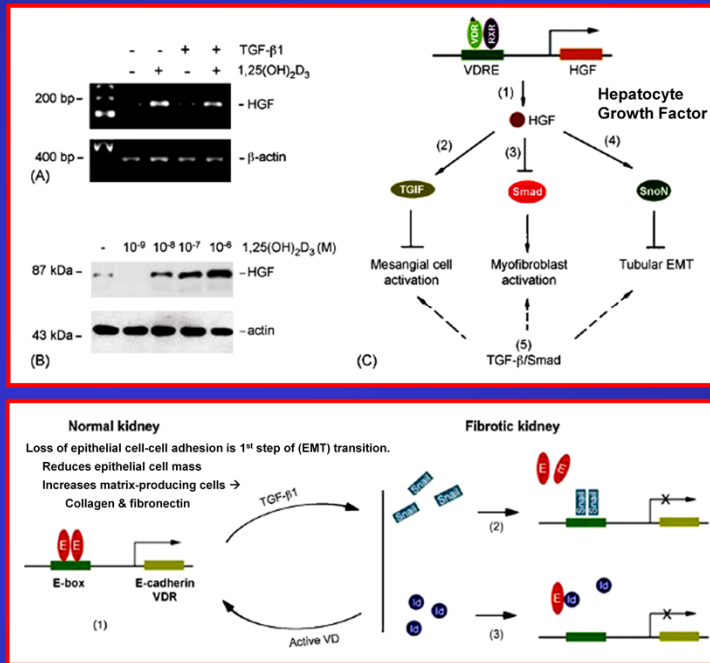 - - + + TGF-β1
- + - + 1,25(OH)₂D₃
200 bp –
–HGF
400 bp –
–β-actin
(A)
- 10⁻⁹ 10⁻⁸ 10⁻⁷ 10⁻⁶ 1,25(OH)₂D₃(M)
87 kDa –
–HGF
43 kDa –
–actin
(B)
VDR RXR
VDRE HGF
(1)
HGF
Hepatocyte
Growth Factor
(2) (3) (4)
TGIF Smad SnoN
Mesangial cell
activation
Myofibroblast
activation
Tubular EMT
(5)
TGF-β/Smad
(C)
Normal kidney
Loss of epithelial cell-cell adhesion is 1st step of (EMT) transition.
Reduces epithelial cell mass
Increases matrix-producing cells →
Collagen & fibronectin
E E
E-box
E-cadherin
VDR
(1)
TGF-β1
Active VD
Fibrotic kidney
Snail
Snail
Snail
(2)
E E
Snail Snail
X
Id
Id
Id
(3)
E Id Id
X